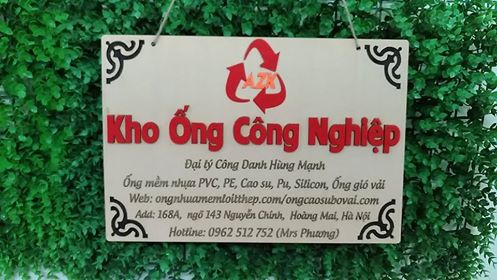 AZK
Kho Ống Công Nghiệp
Đại lý Công Danh Hùng Mạnh
Ống mềm nhựa PVC, PE, Cao su, Pu, Silicon, Ống gió vải
Web: ongnhuamemloithep.com/ongcaosubovai.com
Add: 168A, ngõ 143 Nguyễn Chính, Hoàng Mai, Hà Nội
Hotline: 0962 512 752 (Mrs Phương)